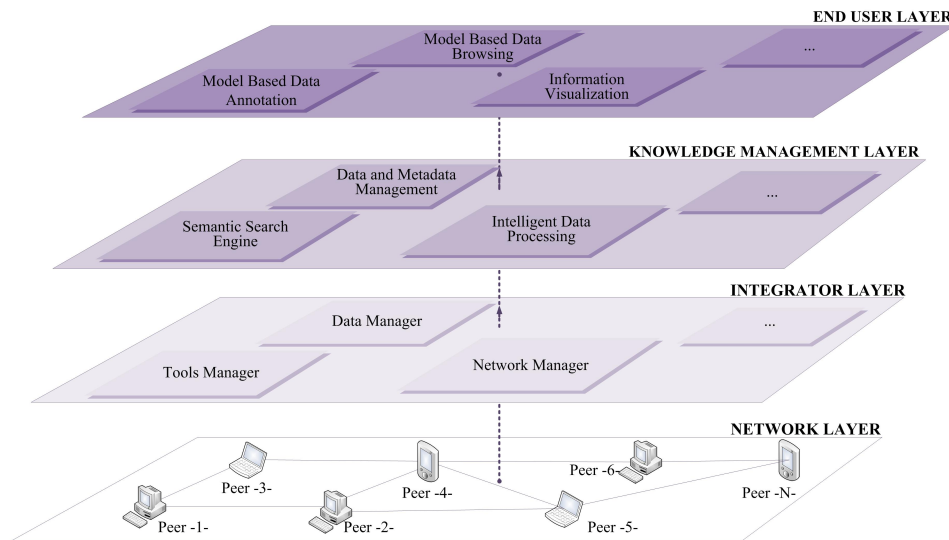 END USER LAYER
Model Based Data
Browsing
...
Model Based Data
Annotation
Information
Visualization
KNOWLEDGE MANAGEMENT LAYER
Data and Metadata
Management
...
Semantic Search
Engine
Intelligent Data
Processing
INTEGRATOR LAYER
Data Manager
...
Tools Manager
Network Manager
NETWORK LAYER
Peer -3-
Peer -4-
Peer -6-
Peer -N-
Peer -1-
Peer -2-
Peer -5-